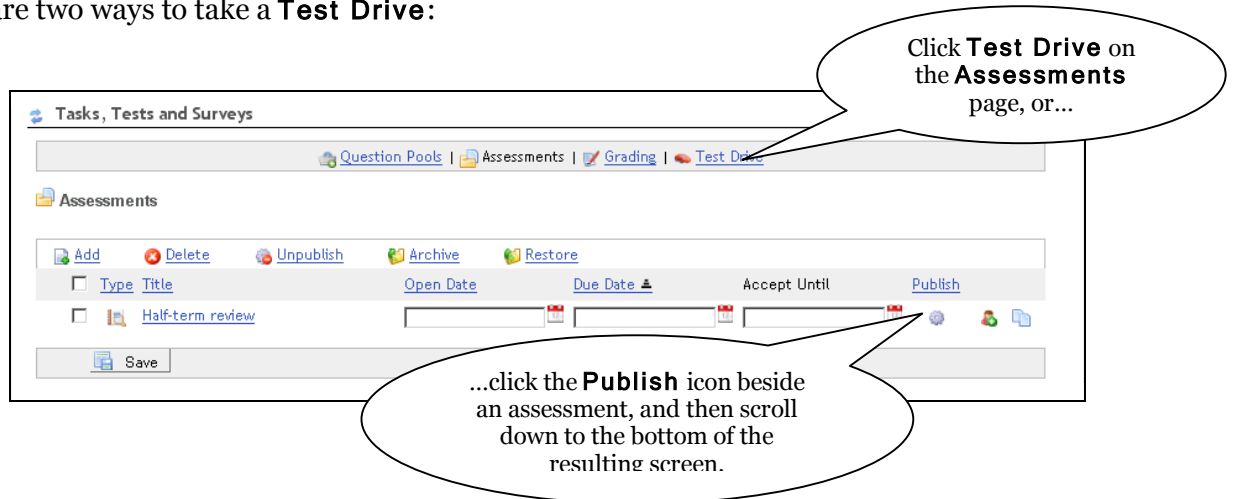 are two ways to take a Test Drive:
Click Test Drive on
the Assessments
page, or…
Tasks, Tests and Surveys
Question Pools | Assessments | Grading | Test Drive
Assessments
Add Delete Unpublish Archive Restore
Type Title Open Date Due Date Accept Until Publish
Half-term review
Save
…click the Publish icon beside
an assessment, and then scroll
down to the bottom of the
resulting screen.